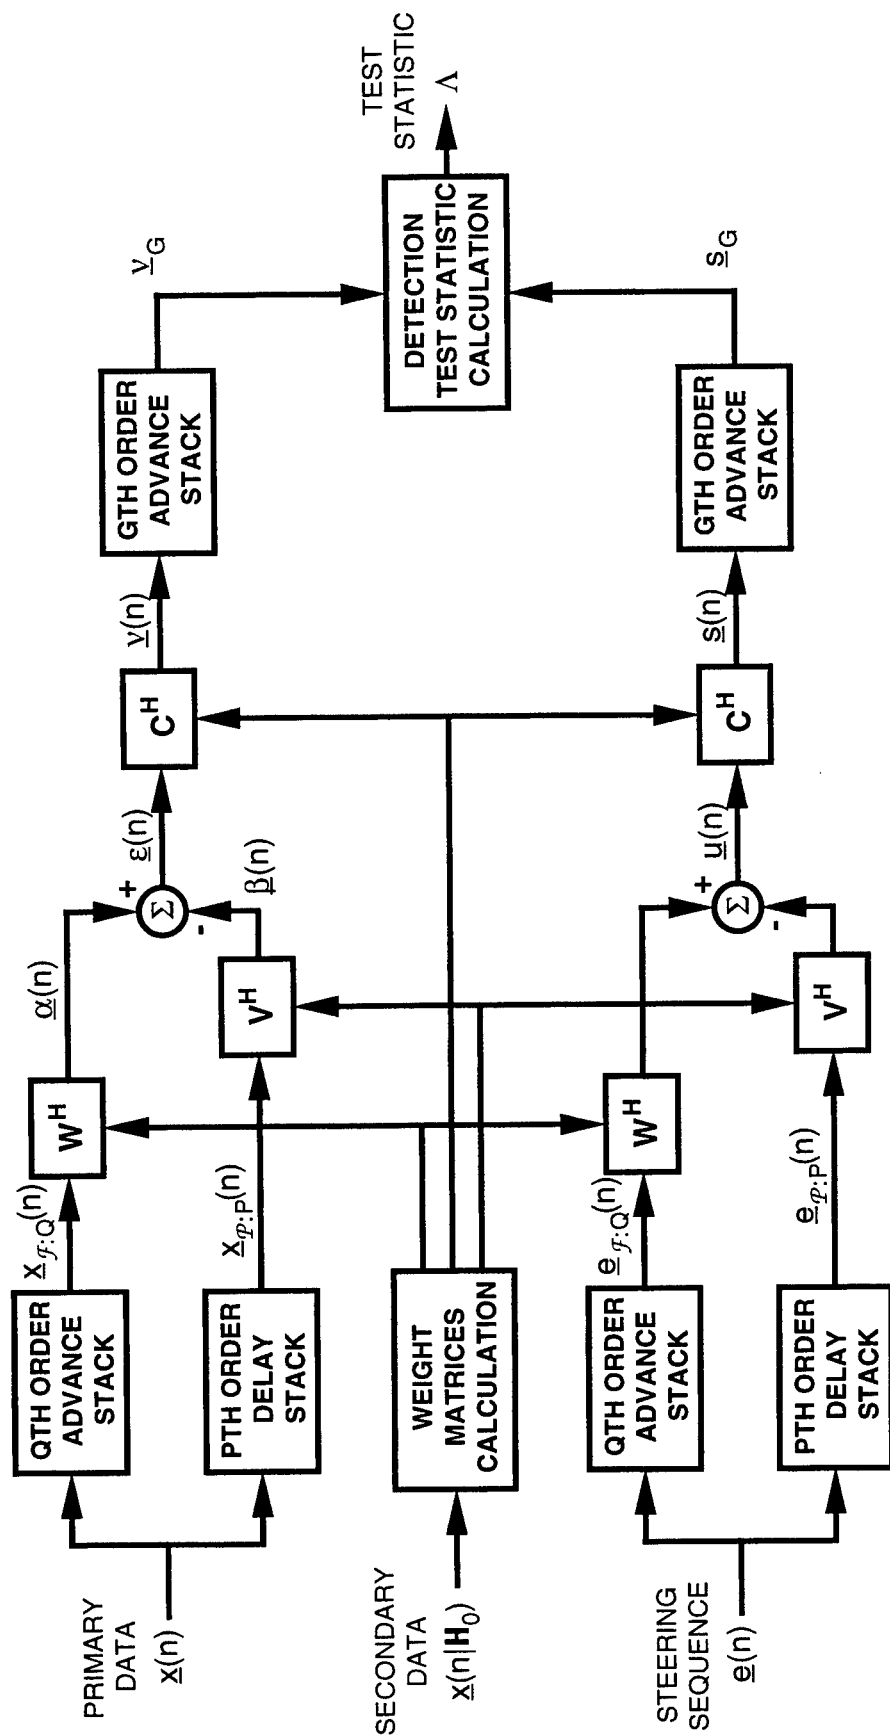 PRIMARY
DATA
x(n)
QTH ORDER
ADVANCE
STACK
x_ℱ:Q(n)
W^H
α(n)
PTH ORDER
DELAY
STACK
x_𝒫:P(n)
V^H
β(n)
+
-
Σ
ε(n)
C^H
ν(n)
GTH ORDER
ADVANCE
STACK
ν_G
SECONDARY
DATA
x(n|H_0)
WEIGHT
MATRICES
CALCULATION
DETECTION
TEST STATISTIC
CALCULATION
TEST
STATISTIC
Λ
STEERING
SEQUENCE
e(n)
QTH ORDER
ADVANCE
STACK
e_ℱ:Q(n)
W^H
PTH ORDER
DELAY
STACK
e_𝒫:P(n)
V^H
+
-
Σ
u(n)
C^H
s(n)
GTH ORDER
ADVANCE
STACK
s_G